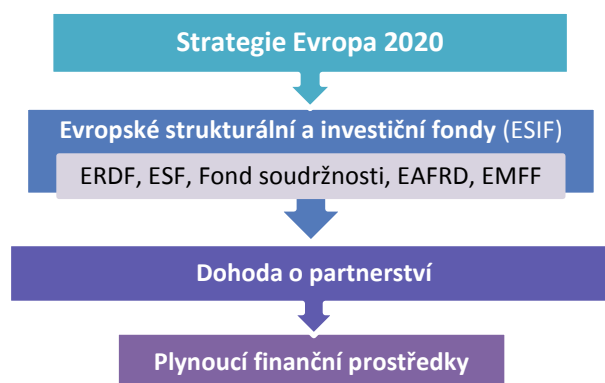 Strategie Evropa 2020
Evropské strukturální a investiční fondy (ESIF)
ERDF, ESF, Fond soudržnosti, EAFRD, EMFF
Dohoda o partnerství
Plynoucí finanční prostředky